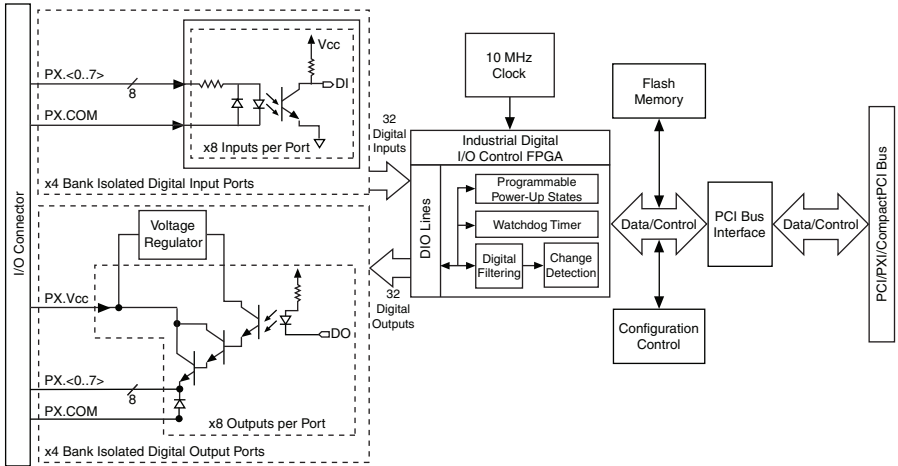 I/O Connector
PX.<0..7>
8
PX.COM
Vcc
DI
x8 Inputs per Port
x4 Bank Isolated Digital Input Ports
32
Digital
Inputs
10 MHz
Clock
Industrial Digital
I/O Control FPGA
DIO Lines
Programmable
Power-Up States
Watchdog Timer
Digital
Filtering
Change
Detection
Flash
Memory
Data/Control
PCI Bus
Interface
Data/Control
PCI/PXI/CompactPCI Bus
Configuration
Control
Voltage
Regulator
PX.Vcc
DO
32
Digital
Outputs
PX.<0..7>
8
PX.COM
x8 Outputs per Port
x4 Bank Isolated Digital Output Ports